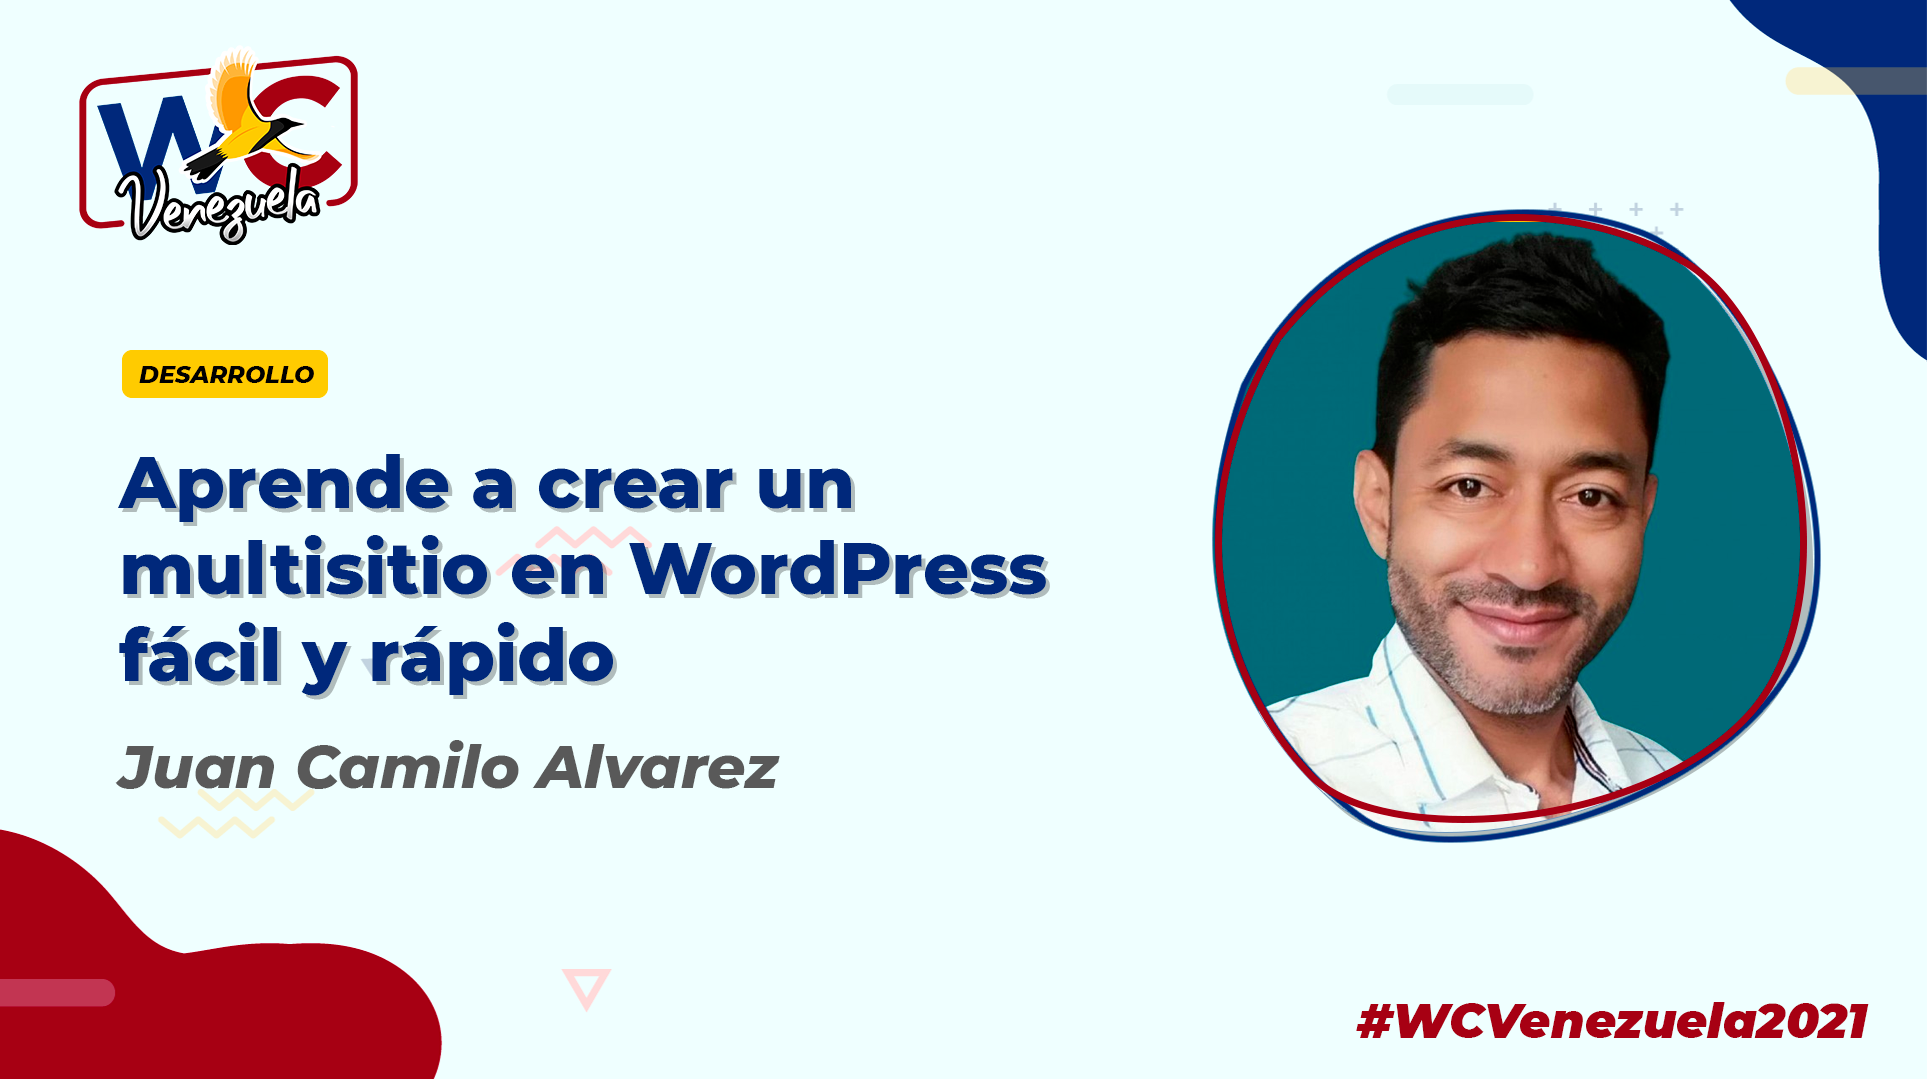 WC
Venezuela
DESARROLLO
Aprende a crear un
multisitio en WordPress
fácil y rápido
Juan Camilo Alvarez
#WCVenezuela2021